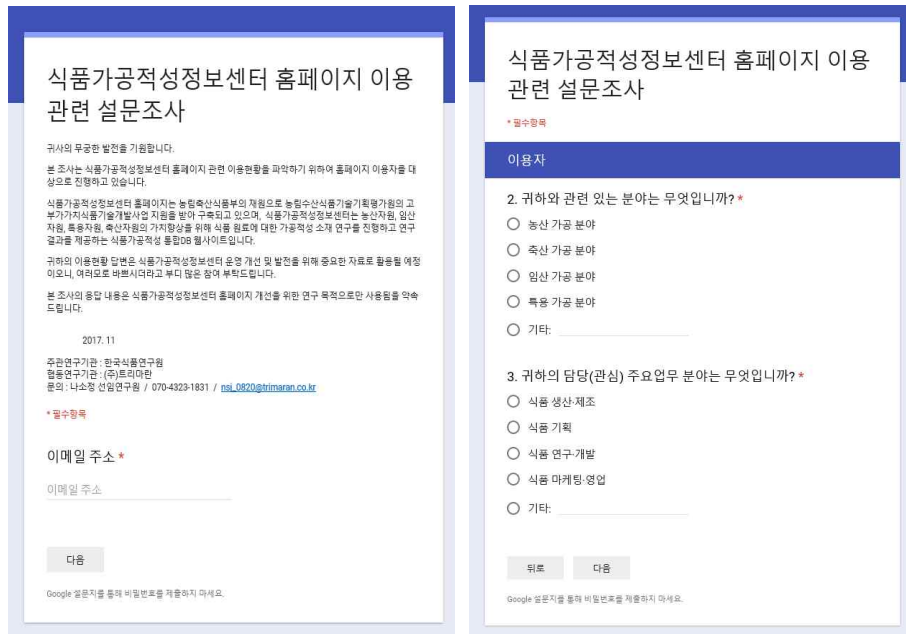 식품가공적성정보센터 홈페이지 이용
관련 설문조사
귀사의 무궁한 발전을 기원합니다.
본 조사는 식품가공적성정보센터 홈페이지 관련 이용현황을 파악하기 위하여 홈페이지 이용자를 대
상으로 진행하고 있습니다.
식품가공적성정보센터 홈페이지는 농림축산식품부의 재원으로 농림수산식품기술기획평가원의 고
부가가치식품기술개발사업 지원을 받아 구축되고 있으며, 식품가공적성정보센터는 농산자원, 임산
자원, 특용자원, 축산자원의 가치향상을 위해 식품 원료에 대한 가공적성 소재 연구를 진행하고 연구
결과를 제공하는 식품가공적성 통합DB 웹사이트입니다.
귀하의 이용현황 답변은 식품가공적성정보센터 운영 개선 및 발전을 위해 중요한 자료로 활용될 예정
이오니, 여러모로 바쁘시더라고 부디 많은 참여 부탁드립니다.
본 조사의 응답 내용은 식품가공적성정보센터 홈페이지 개선을 위한 연구 목적으로만 사용됨을 약속
드립니다.
2017. 11
주관연구기관 : 한국식품연구원
협동연구기관 : (주)트리마란
문의 : 나소정 선임연구원 / 070-4323-1831 / nsj_0820@trimaran.co.kr
* 필수항목
이메일 주소 *
이메일 주소
다음
Google 설문지를 통해 비밀번호를 제출하지 마세요.
식품가공적성정보센터 홈페이지 이용
관련 설문조사
* 필수항목
이용자
2. 귀하와 관련 있는 분야는 무엇입니까? *
농산 가공 분야
축산 가공 분야
임산 가공 분야
특용 가공 분야
기타:
3. 귀하의 담당(관심) 주요업무 분야는 무엇입니까? *
식품 생산·제조
식품 기획
식품 연구·개발
식품 마케팅·영업
기타:
뒤로 다음
Google 설문지를 통해 비밀번호를 제출하지 마세요.